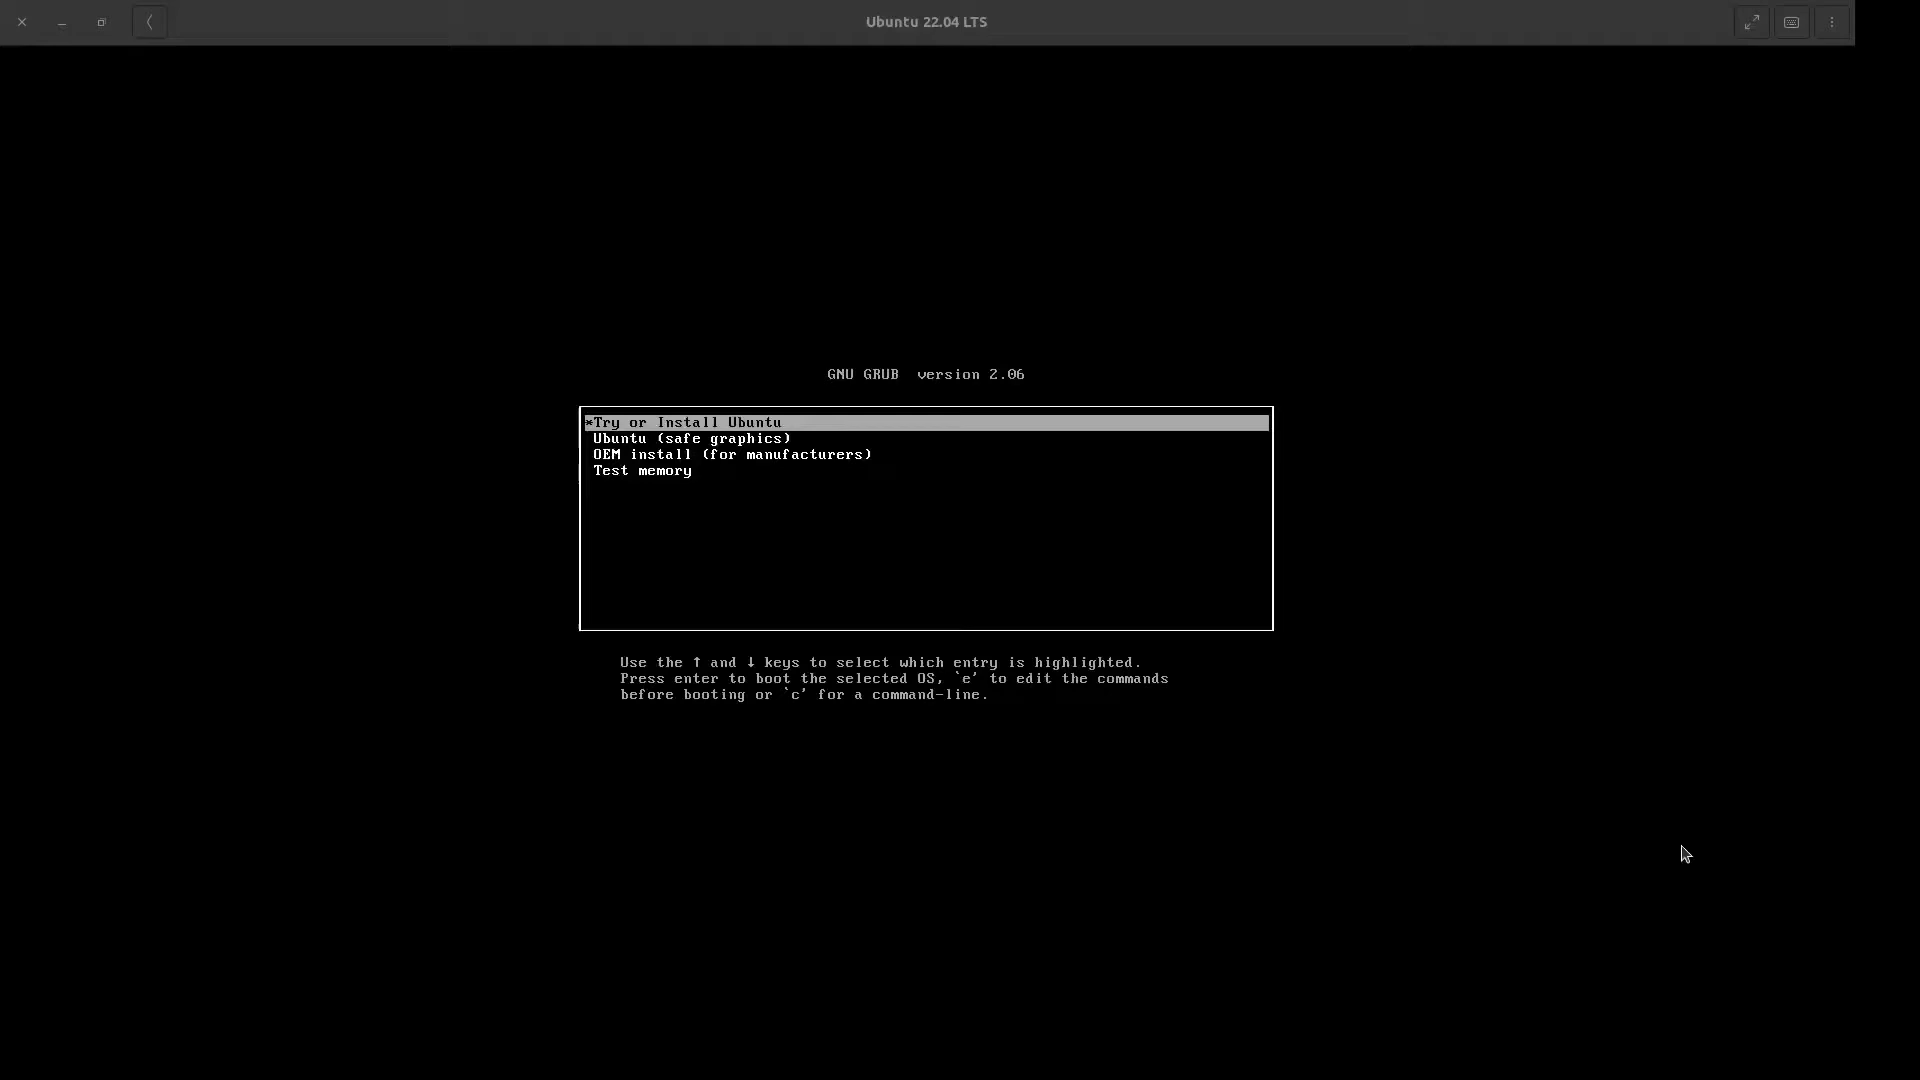 Ubuntu 22.04 LTS
GNU GRUB version 2.06
*Try or Install Ubuntu
Ubuntu (safe graphics)
OEM install (for manufacturers)
Test memory
Use the ↑ and ↓ keys to select which entry is highlighted.
Press enter to boot the selected OS, `e' to edit the commands
before booting or `c' for a command-line.